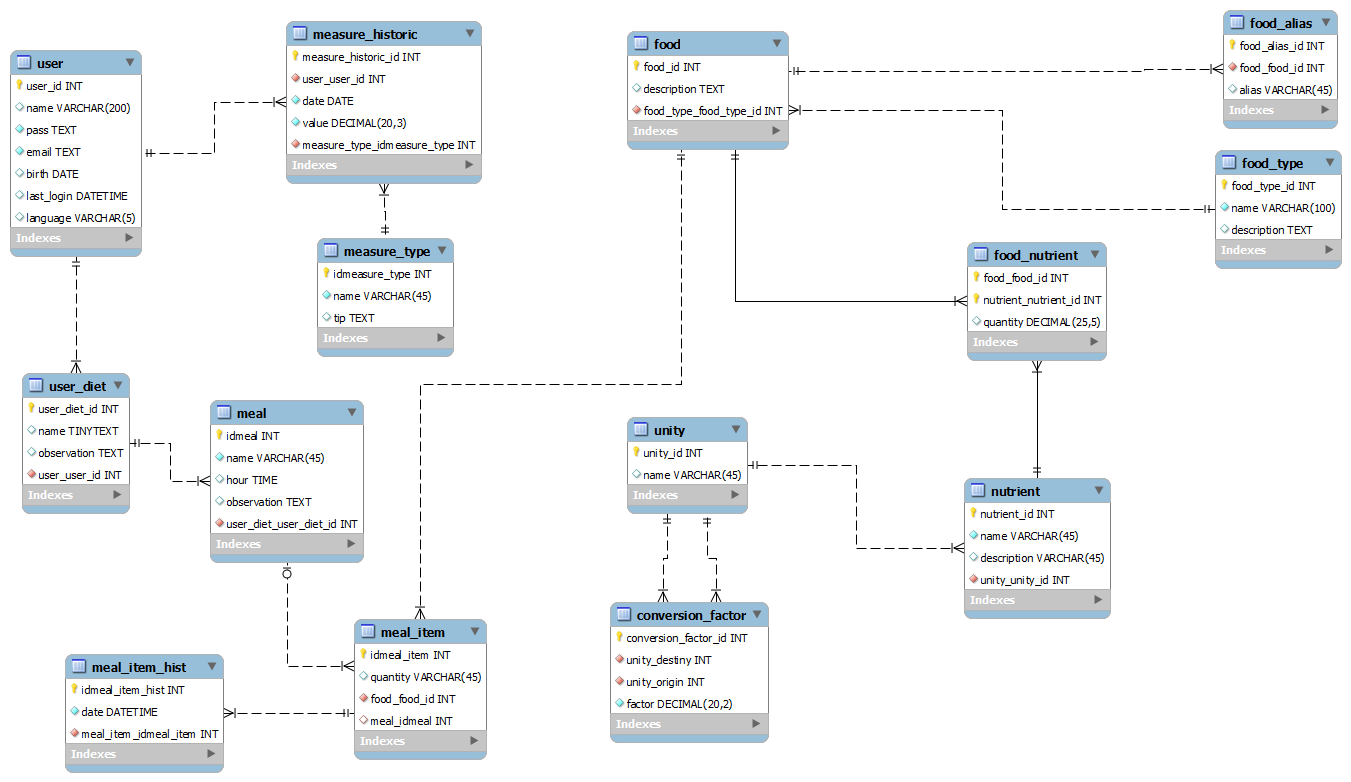 user
user_id INT
name VARCHAR(200)
pass TEXT
email TEXT
birth DATE
last_login DATETIME
language VARCHAR(5)
Indexes
measure_historic
measure_historic_id INT
user_user_id INT
date DATE
value DECIMAL(20,3)
measure_type_idmeasure_type INT
Indexes
measure_type
idmeasure_type INT
name VARCHAR(45)
tip TEXT
Indexes
food
food_id INT
description TEXT
food_type_food_type_id INT
Indexes
food_alias
food_alias_id INT
food_food_id INT
alias VARCHAR(45)
Indexes
food_type
food_type_id INT
name VARCHAR(100)
description TEXT
Indexes
food_nutrient
food_food_id INT
nutrient_nutrient_id INT
quantity DECIMAL(25,5)
Indexes
user_diet
user_diet_id INT
name TINYTEXT
observation TEXT
user_user_id INT
Indexes
meal
idmeal INT
name VARCHAR(45)
hour TIME
observation TEXT
user_diet_user_diet_id INT
Indexes
unity
unity_id INT
name VARCHAR(45)
Indexes
nutrient
nutrient_id INT
name VARCHAR(45)
description VARCHAR(45)
unity_unity_id INT
Indexes
conversion_factor
conversion_factor_id INT
unity_destiny INT
unity_origin INT
factor DECIMAL(20,2)
Indexes
meal_item
idmeal_item INT
quantity VARCHAR(45)
food_food_id INT
meal_idmeal INT
Indexes
meal_item_hist
idmeal_item_hist INT
date DATETIME
meal_item_idmeal_item INT
Indexes